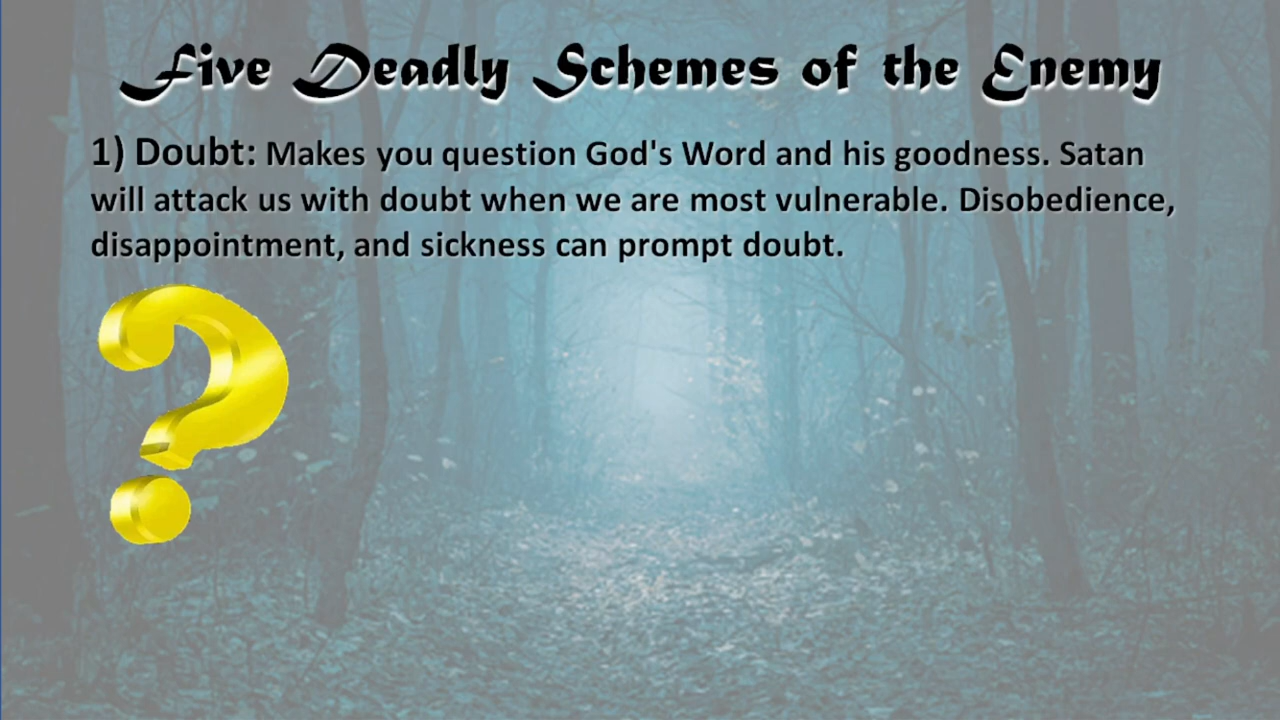 Five Deadly Schemes of the Enemy
1) Doubt: Makes you question God's Word and his goodness. Satan
will attack us with doubt when we are most vulnerable. Disobedience,
disappointment, and sickness can prompt doubt.
?